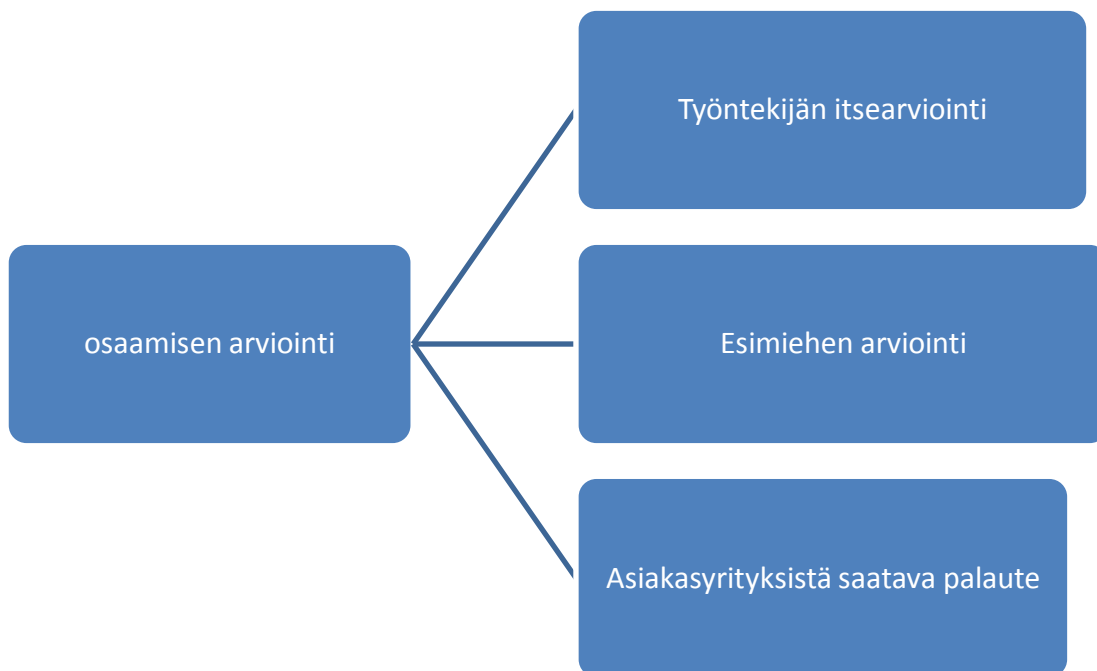 Työntekijän itsearviointi
osaamisen arviointi
Esimiehen arviointi
Asiakasyrityksistä saatava palaute